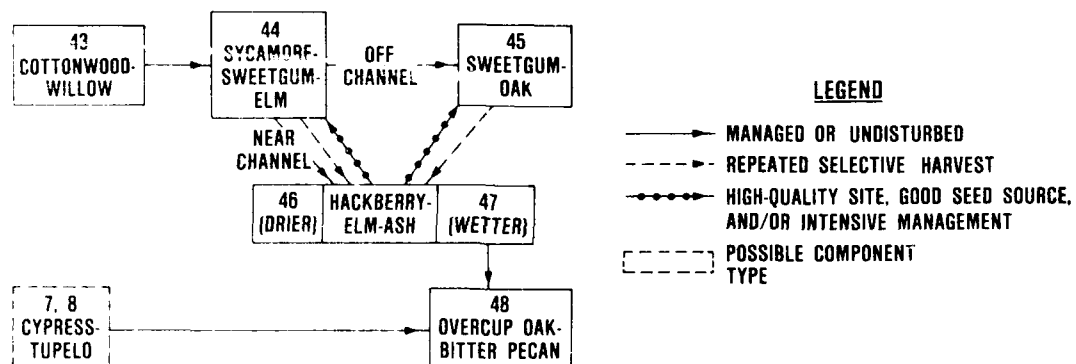 43
COTTONWOOD-
WILLOW
44
SYCAMORE-
SWEETGUM-
ELM
OFF
CHANNEL
45
SWEETGUM-
OAK
NEAR
CHANNEL
46
(DRIER)
HACKBERRY-
ELM-ASH
47
(WETTER)
7, 8
CYPRESS-
TUPELO
48
OVERCUP OAK-
BITTER PECAN
LEGEND
MANAGED OR UNDISTURBED
REPEATED SELECTIVE HARVEST
HIGH-QUALITY SITE, GOOD SEED SOURCE,
AND/OR INTENSIVE MANAGEMENT
POSSIBLE COMPONENT
TYPE